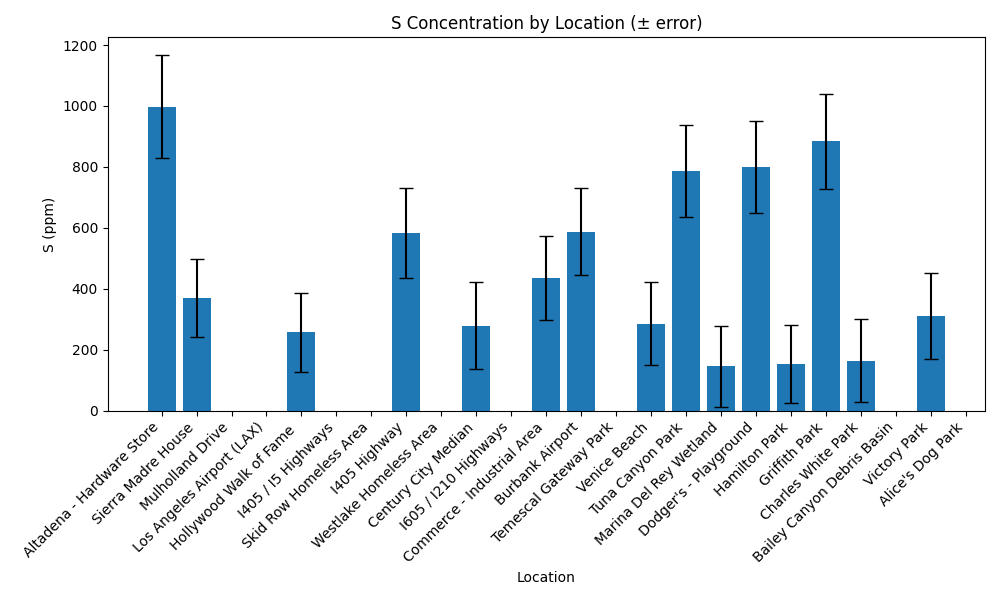 S Concentration by Location (± error)
S (ppm)
1200
1000
800
600
400
200
0
Altadena - Hardware Store
Sierra Madre House
Mulholland Drive
Los Angeles Airport (LAX)
Hollywood Walk of Fame
I405 / I5 Highways
Skid Row Homeless Area
I405 Highway
Westlake Homeless Area
Century City Median
I605 / I210 Highways
Commerce - Industrial Area
Burbank Airport
Temescal Gateway Park
Venice Beach
Tuna Canyon Park
Marina Del Rey Wetland
Dodger's - Playground
Hamilton Park
Griffith Park
Charles White Park
Bailey Canyon Debris Basin
Victory Park
Alice's Dog Park
Location